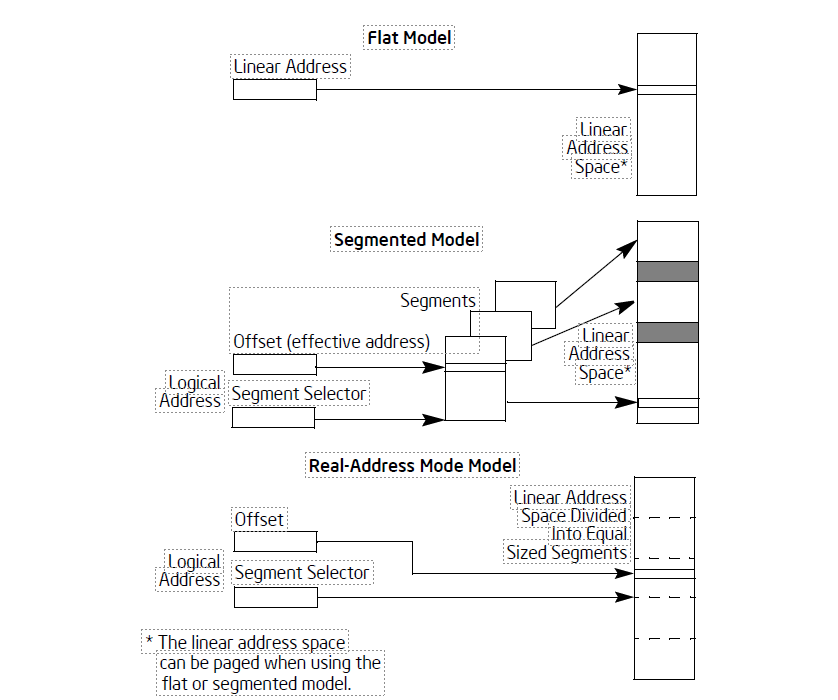 Flat Model
Linear Address
Linear
Address
Space*
Segmented Model
Segments
Offset (effective address)
Logical
Address
Segment Selector
Linear
Address
Space*
Real-Address Mode Model
Offset
Logical
Address
Segment Selector
Linear Address
Space Divided
Into Equal
Sized Segments
* The linear address space
can be paged when using the
flat or segmented model.